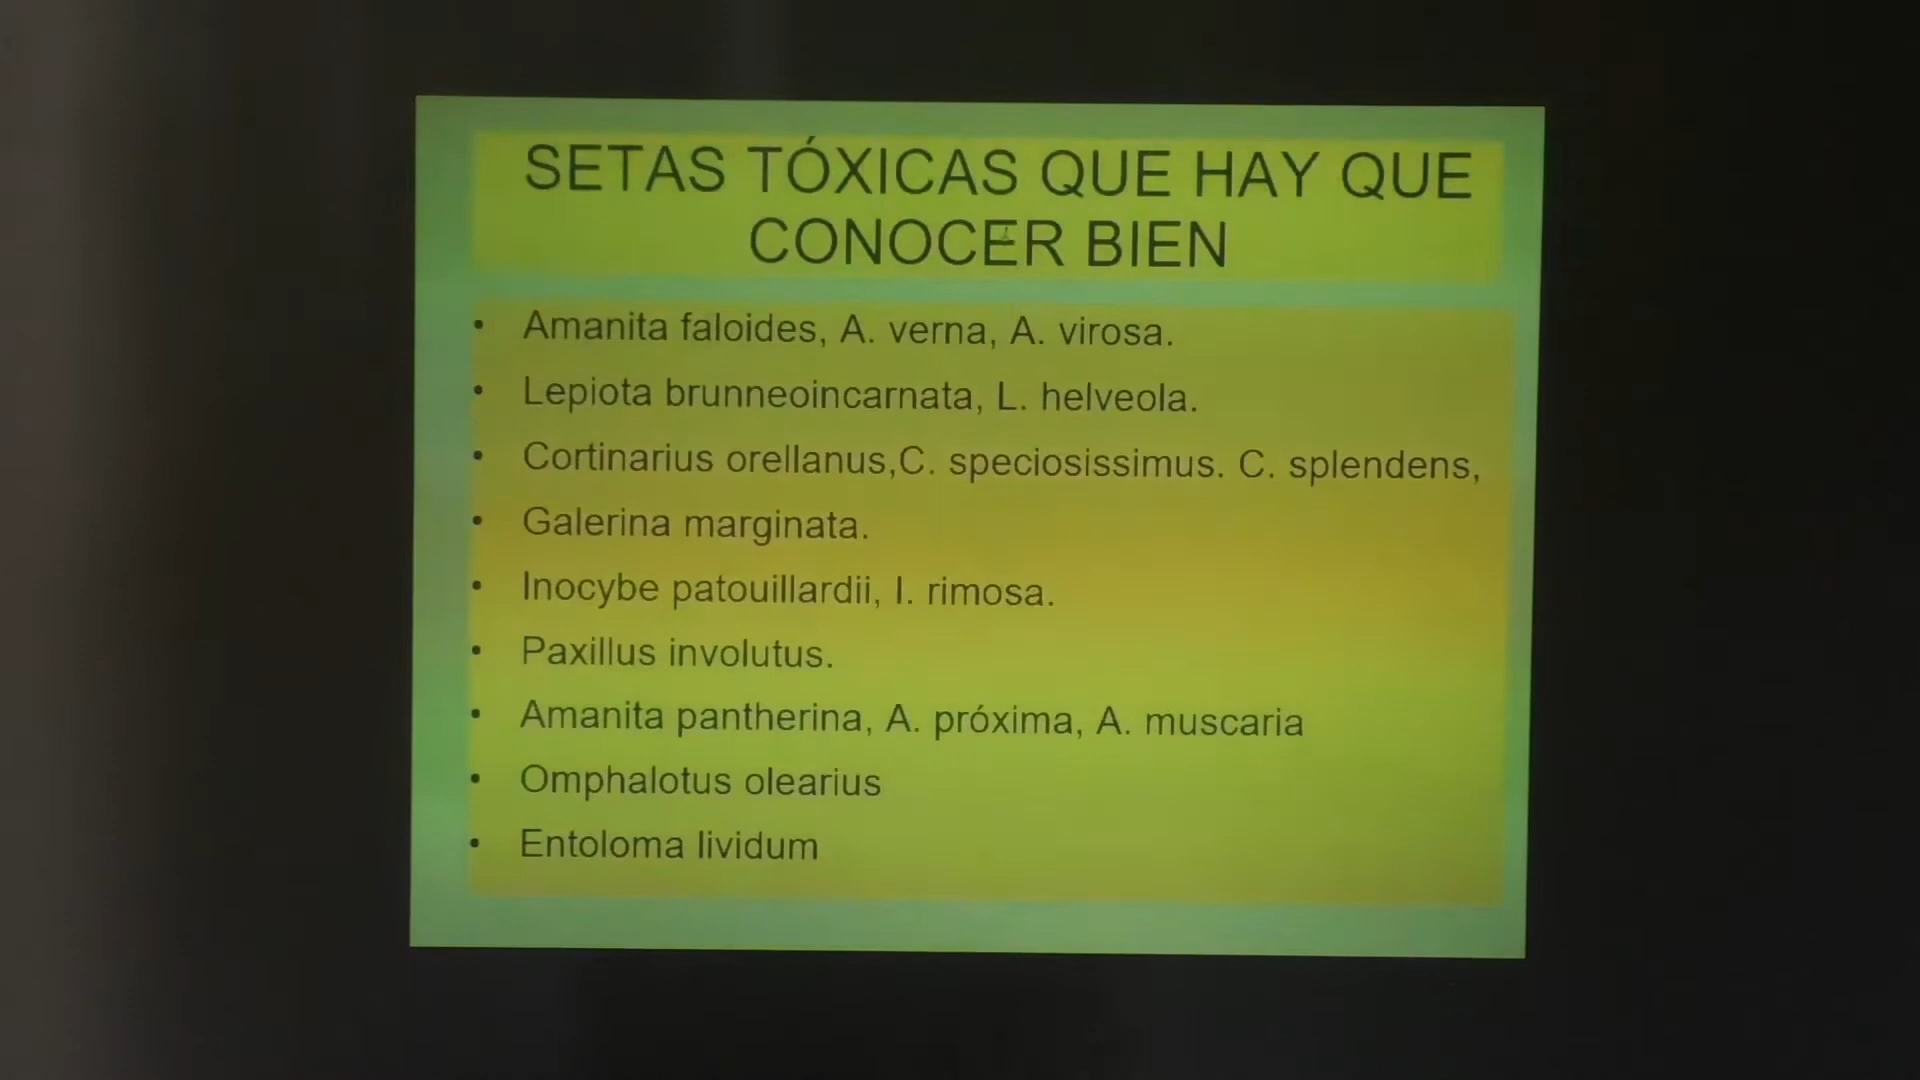 SETAS TÓXICAS QUE HAY QUE
CONOCER BIEN
• Amanita faloides, A. verna, A. virosa.
• Lepiota brunneoincarnata, L. helveola.
• Cortinarius orellanus,C. speciosissimus. C. splendens,
• Galerina marginata.
• Inocybe patouillardii, I. rimosa.
• Paxillus involutus.
• Amanita pantherina, A. próxima, A. muscaria
• Omphalotus olearius
• Entoloma lividum